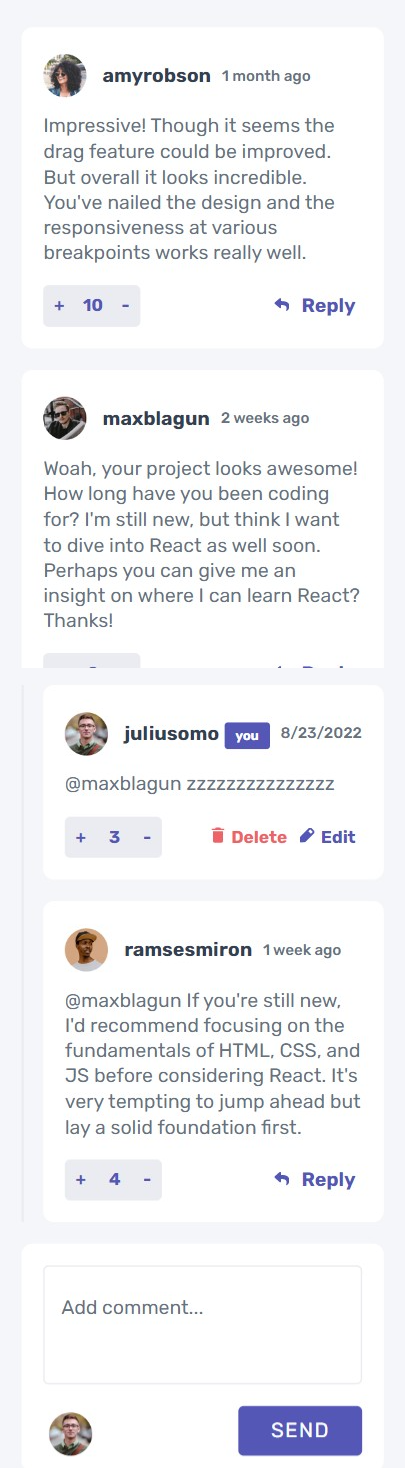 amyrobson 1 month ago
Impressive! Though it seems the
drag feature could be improved.
But overall it looks incredible.
You've nailed the design and the
responsiveness at various
breakpoints works really well.
+ 10 - Reply
maxblagun 2 weeks ago
Woah, your project looks awesome!
How long have you been coding
for? I'm still new, but think I want
to dive into React as well soon.
Perhaps you can give me an
insight on where I can learn React?
Thanks!
juliusomo you 8/23/2022
@maxblagun zzzzzzzzzzzzzzz
+ 3 - Delete Edit
ramsesmiron 1 week ago
@maxblagun If you're still new,
I'd recommend focusing on the
fundamentals of HTML, CSS, and
JS before considering React. It's
very tempting to jump ahead but
lay a solid foundation first.
+ 4 - Reply
Add comment...
SEND